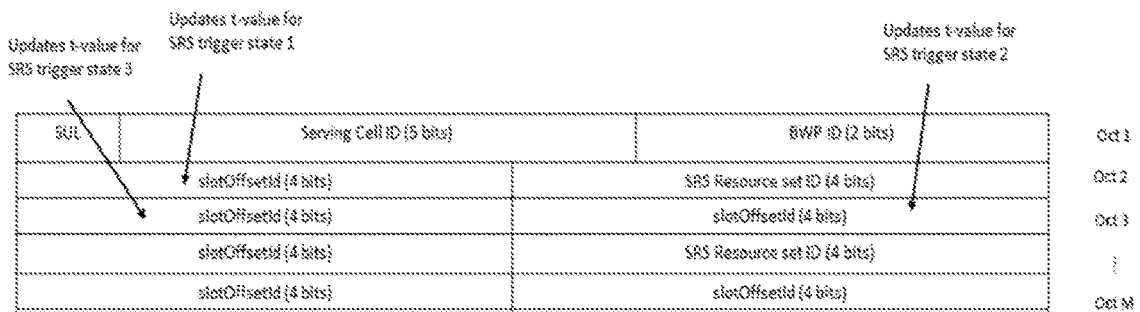 Updates t-value for
SRS trigger state 1
Updates t-value for
SRS trigger state 3
Updates t-value for
SRS trigger state 2
SUL Serving Cell ID (5 bits) BWP ID (2 bits) Oct 1
slotOffsetId (4 bits) SRS Resource set ID (4 bits) Oct 2
slotOffsetId (4 bits) slotOffsetId (4 bits) Oct 3
slotOffsetId (4 bits) SRS Resource set ID (4 bits) ⋮
slotOffsetId (4 bits) slotOffsetId (4 bits) Oct M